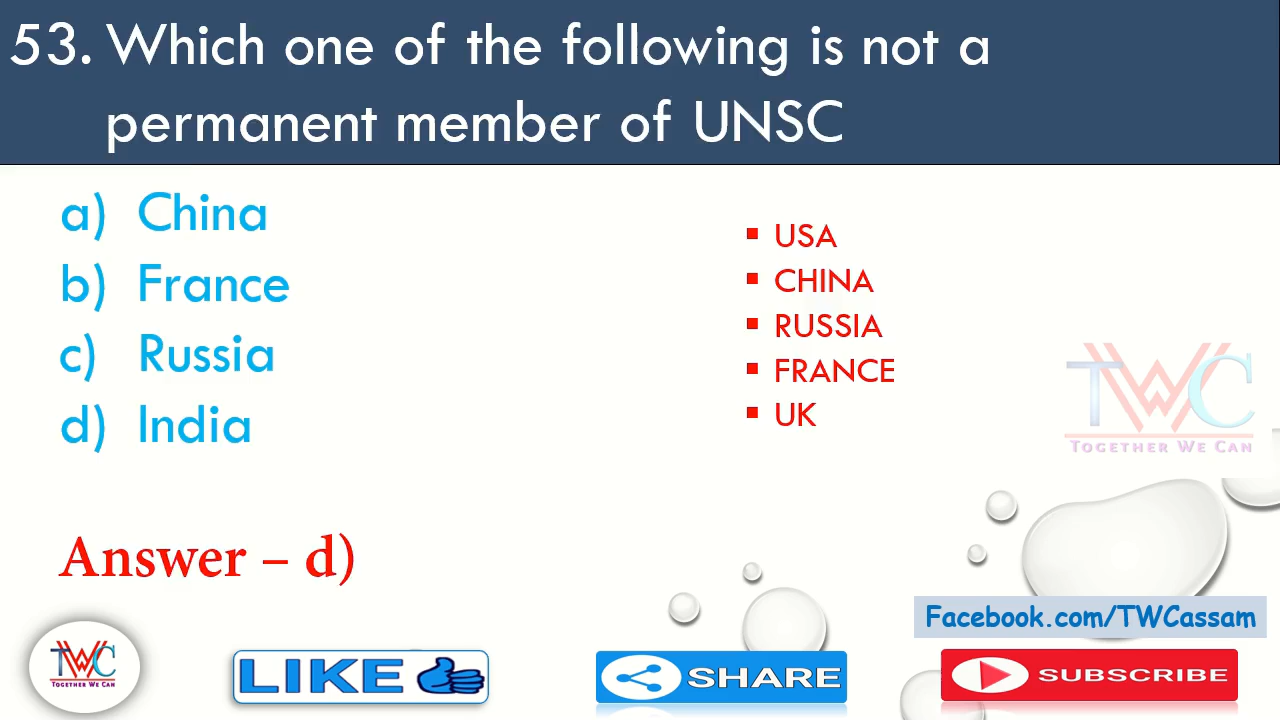 53. Which one of the following is not a
permanent member of UNSC
a) China
b) France
c) Russia
d) India
▪ USA
▪ CHINA
▪ RUSSIA
▪ FRANCE
▪ UK
TWC
TOGETHER WE CAN
Answer – d)
Facebook.com/TWCassam
TWC
TOGETHER WE CAN
LIKE
SHARE
SUBSCRIBE